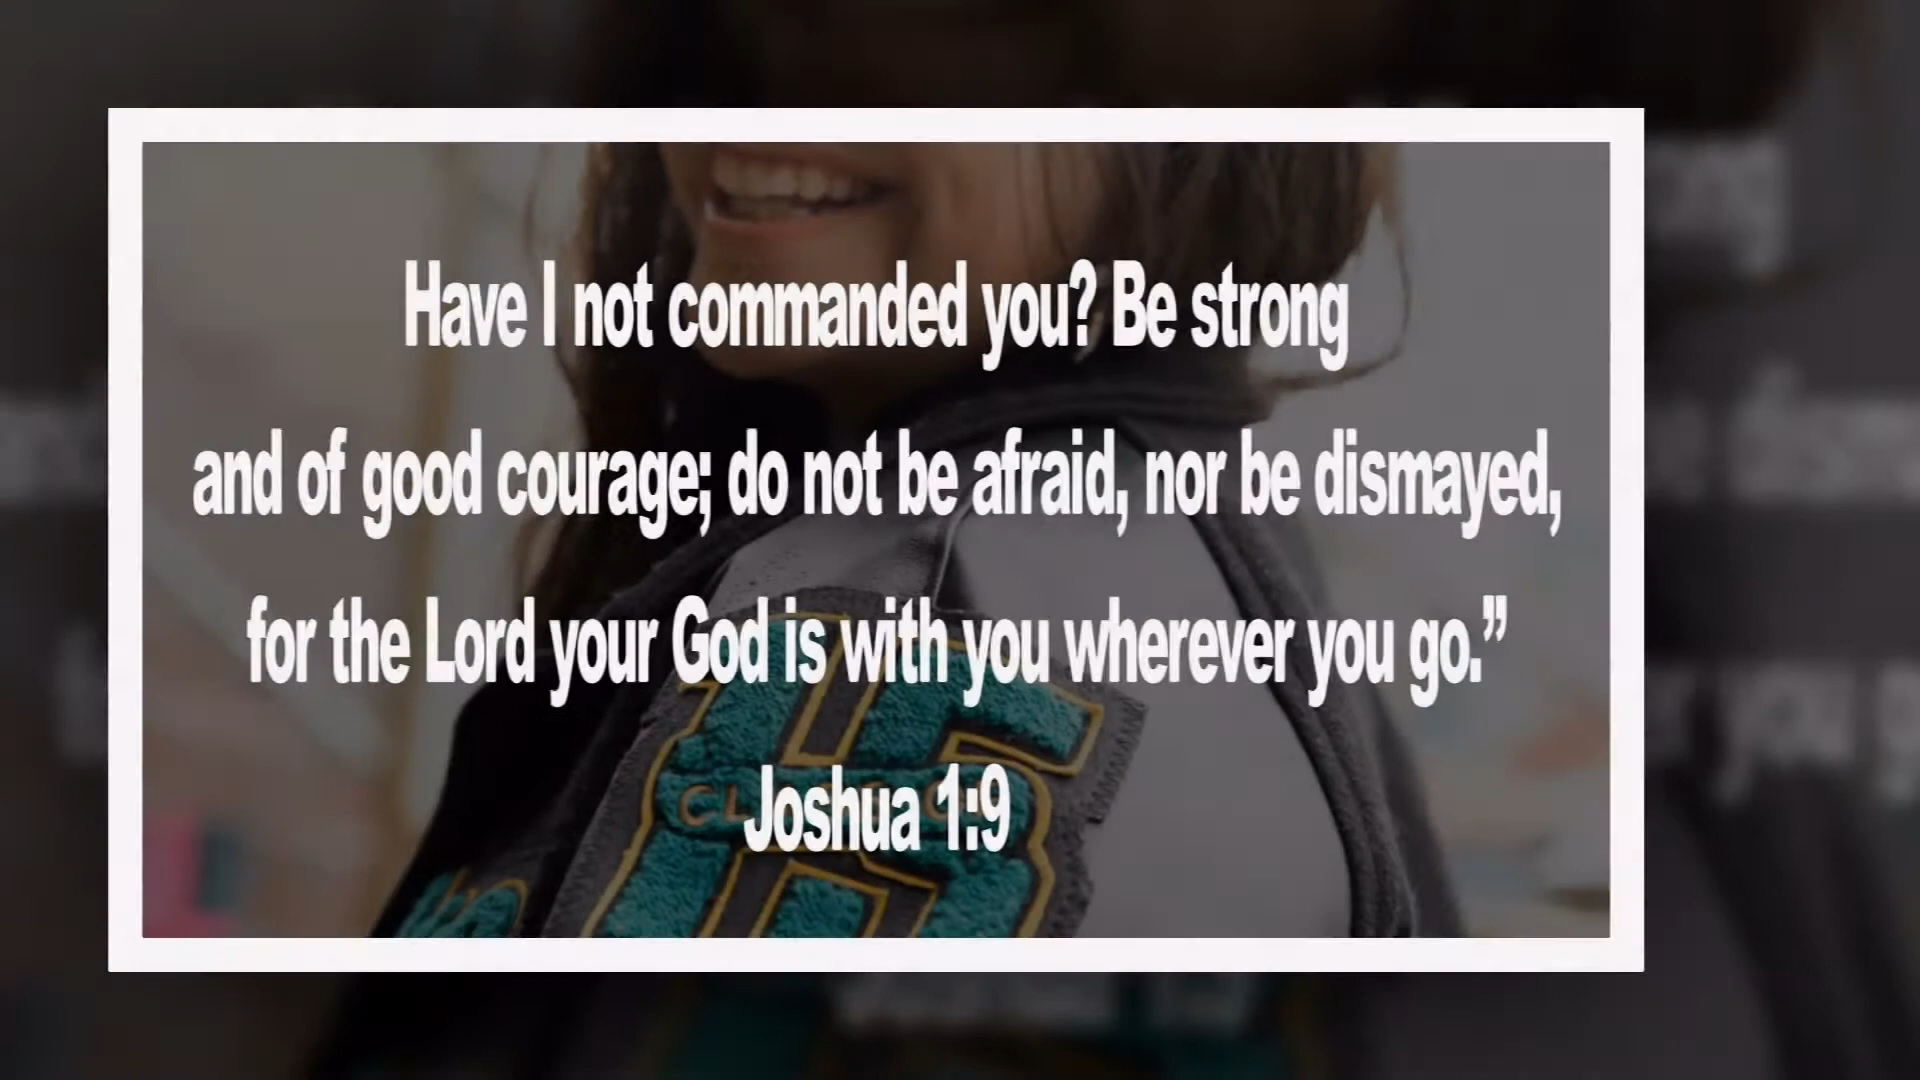 Have I not commanded you? Be strong
and of good courage; do not be afraid, nor be dismayed,
for the Lord your God is with you wherever you go.”
Joshua 1:9